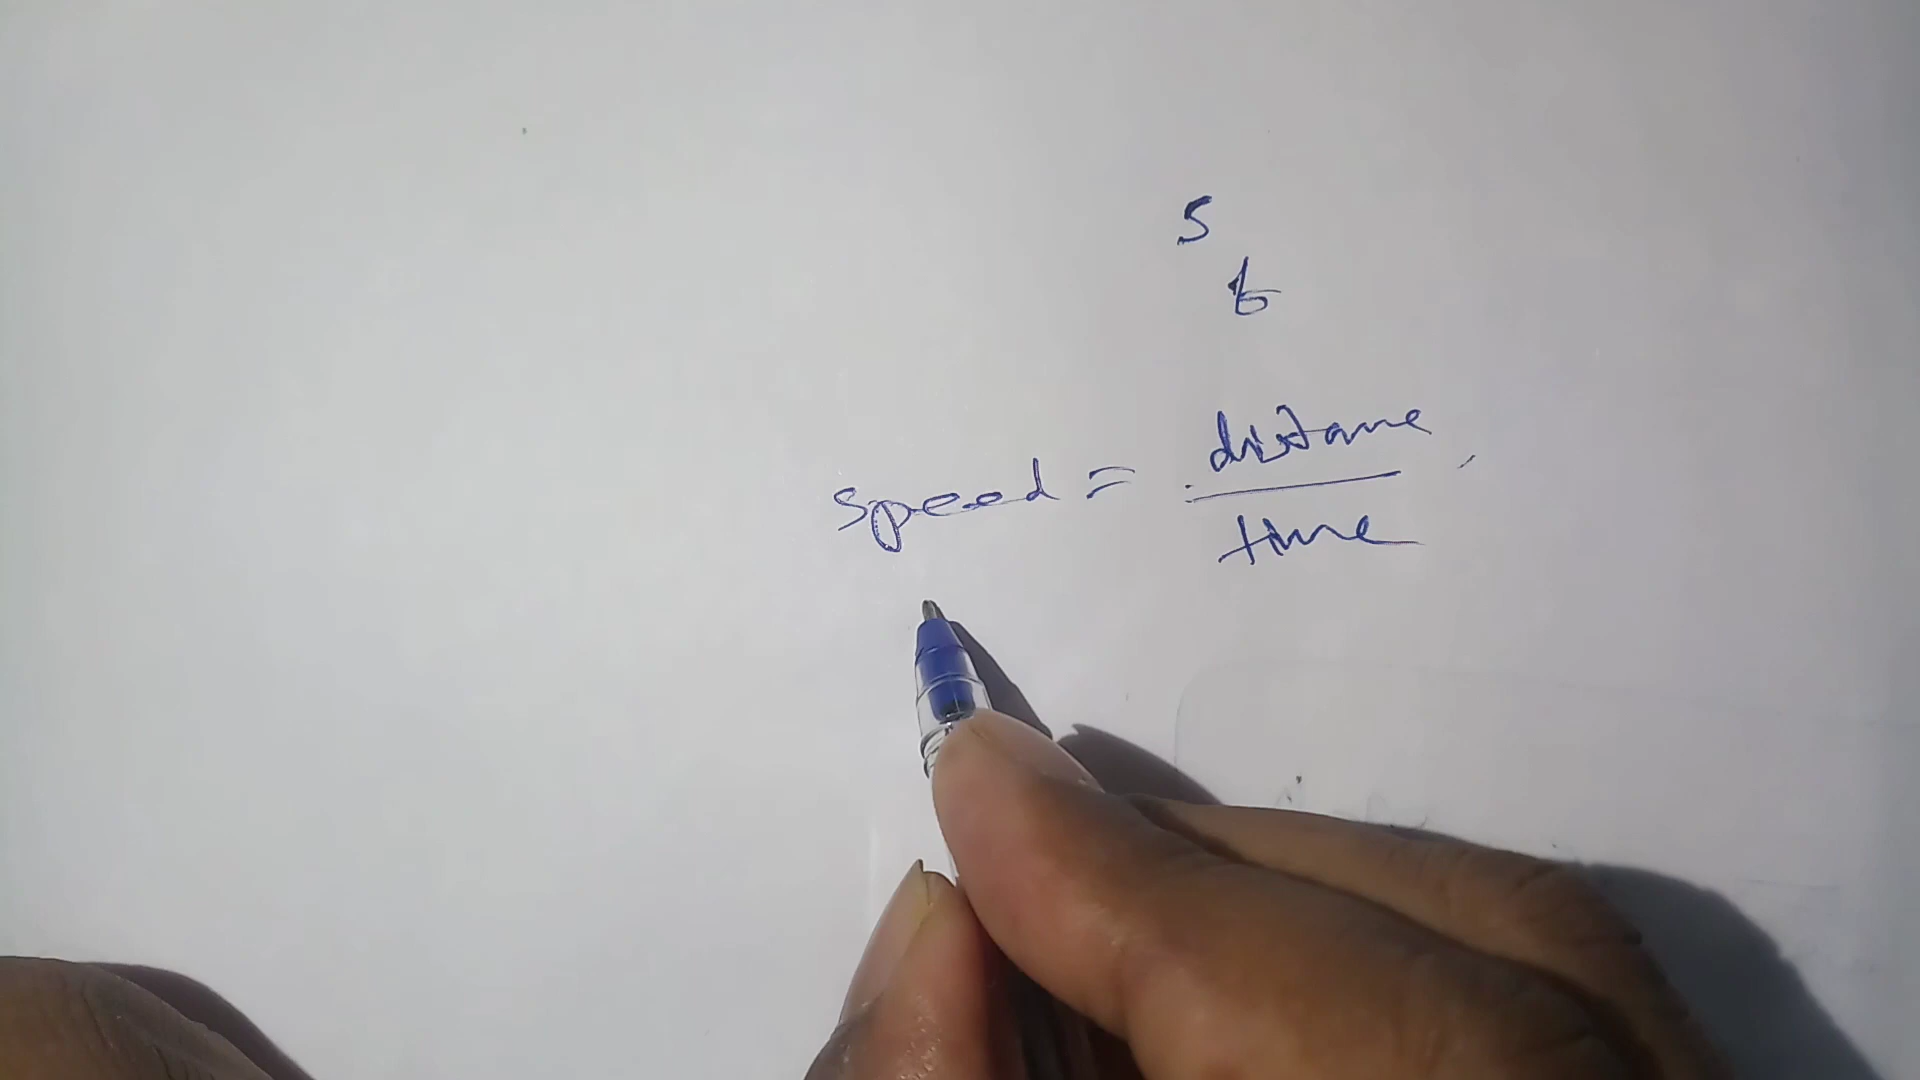 s
t
speed = distance
time